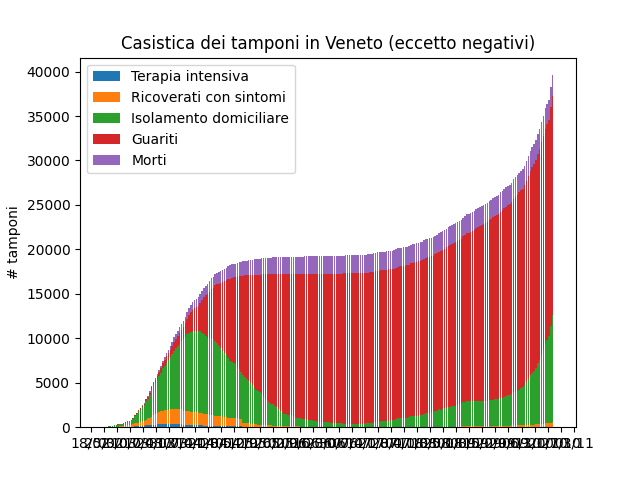 Casistica dei tamponi in Veneto (eccetto negativi)
Terapia intensiva
Ricoverati con sintomi
Isolamento domiciliare
Guariti
Morti
# tamponi
40000
35000
30000
25000
20000
15000
10000
5000
0